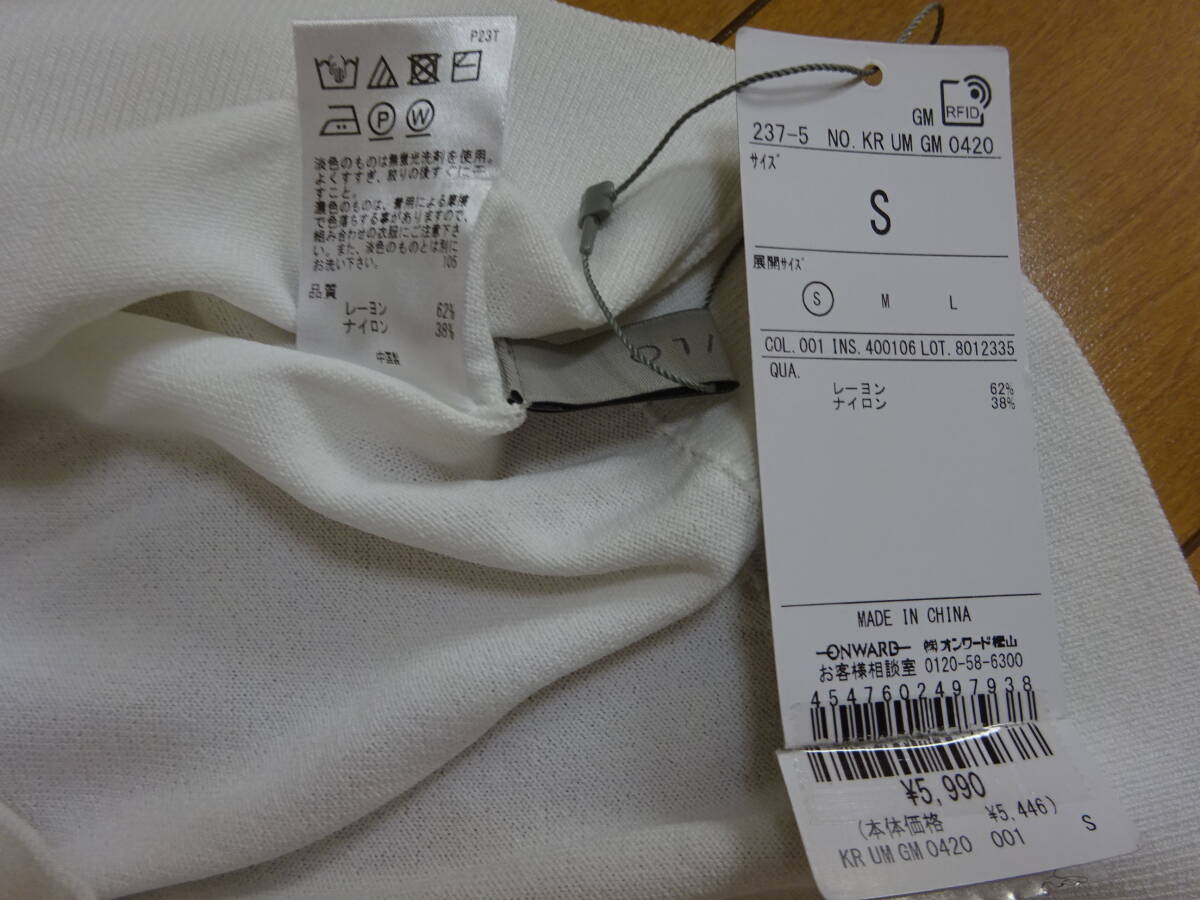 P23T
P
W
淡色のものは無蛍光洗剤を使用。
よくすすぎ、絞りの後すぐに干
すこと。
濃色のものは、着用による摩擦
で色落ちする事がありますので、
組み合わせの衣服にご注意下さ
い。また、淡色のものとは別に
お洗い下さい。 105
品質
レーヨン 62%
ナイロン 38%
中国製
GM RFID
237-5 NO. KR UM GM 0420
サイズ
S
展開サイズ
S M L
COL. 001 INS. 400106 LOT. 8012335
QUA.
レーヨン 62%
ナイロン 38%
MADE IN CHINA
ONWARD ㈱オンワード樫山
お客様相談室 0120-58-6300
4547602497938
¥5,990
(本体価格 ¥5,446)
KR UM GM 0420 001 S